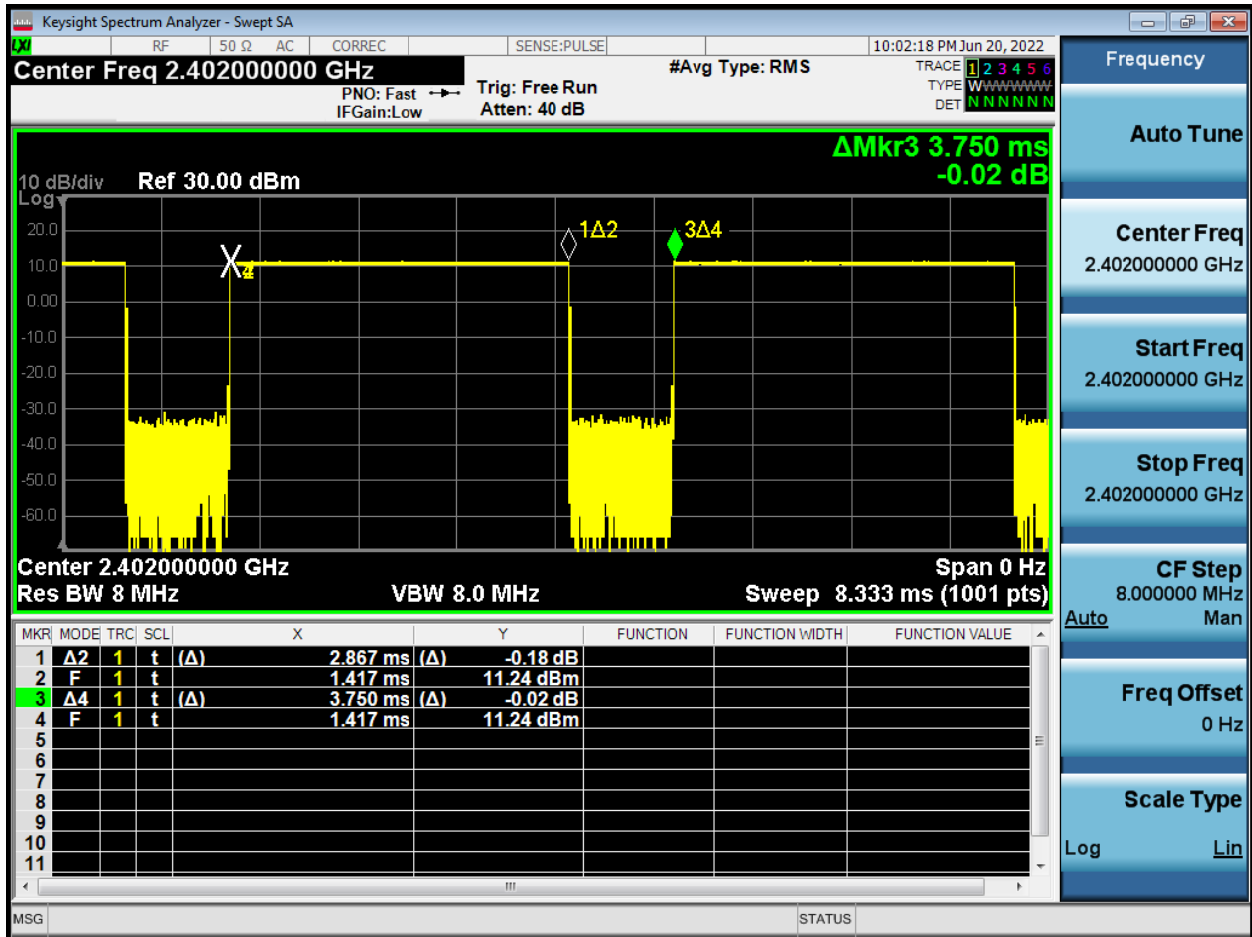 Keysight Spectrum Analyzer - Swept SA
LXI RF 50 Ω AC CORREC SENSE:PULSE 10:02:18 PM Jun 20, 2022
Center Freq 2.402000000 GHz #Avg Type: RMS TRACE 1 2 3 4 5 6
PNO: Fast Trig: Free Run TYPE WWWWWW
IFGain:Low Atten: 40 dB DET N N N N N N
ΔMkr3 3.750 ms
-0.02 dB
10 dB/div Ref 30.00 dBm
Log
20.0
10.0
0.00
-10.0
-20.0
-30.0
-40.0
-50.0
-60.0
1Δ2
3Δ4
Center 2.402000000 GHz Span 0 Hz
Res BW 8 MHz VBW 8.0 MHz Sweep 8.333 ms (1001 pts)
MKR MODE TRC SCL X Y FUNCTION FUNCTION WIDTH FUNCTION VALUE
1 Δ2 1 t (Δ) 2.867 ms (Δ) -0.18 dB
2 F 1 t 1.417 ms 11.24 dBm
3 Δ4 1 t (Δ) 3.750 ms (Δ) -0.02 dB
4 F 1 t 1.417 ms 11.24 dBm
5
6
7
8
9
10
11
MSG STATUS
Frequency
Auto Tune
Center Freq
2.402000000 GHz
Start Freq
2.402000000 GHz
Stop Freq
2.402000000 GHz
CF Step
8.000000 MHz
Auto Man
Freq Offset
0 Hz
Scale Type
Log Lin